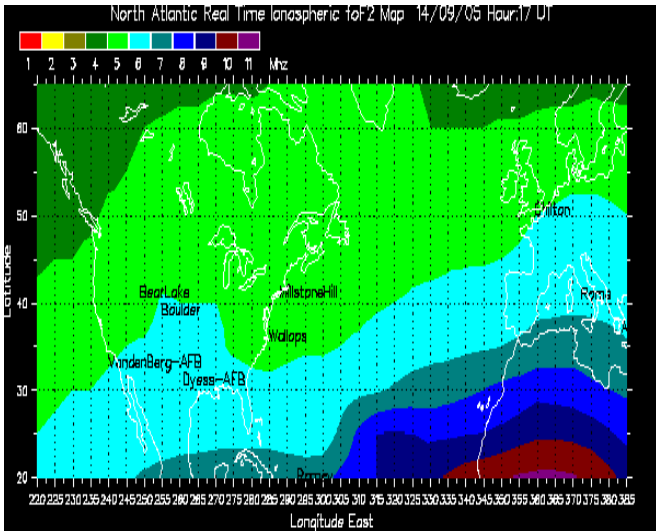 North Atlantic Real Time Ionospheric foF2 Map 14/09/05 Hour:17 UT
1 2 3 4 5 6 7 8 9 10 11 Mhz
60
50
40
30
20
Latitude
Chilton
BearLake
Boulder
MillstoneHill
Roma
Wallops
A
VandenBerg-AFB
Dyess-AFB
Ramey
220 225 230 235 240 245 250 255 260 265 270 275 280 285 290 295 300 305 310 315 320 325 330 335 340 345 350 355 360 365 370 375 380 385
Longitude East